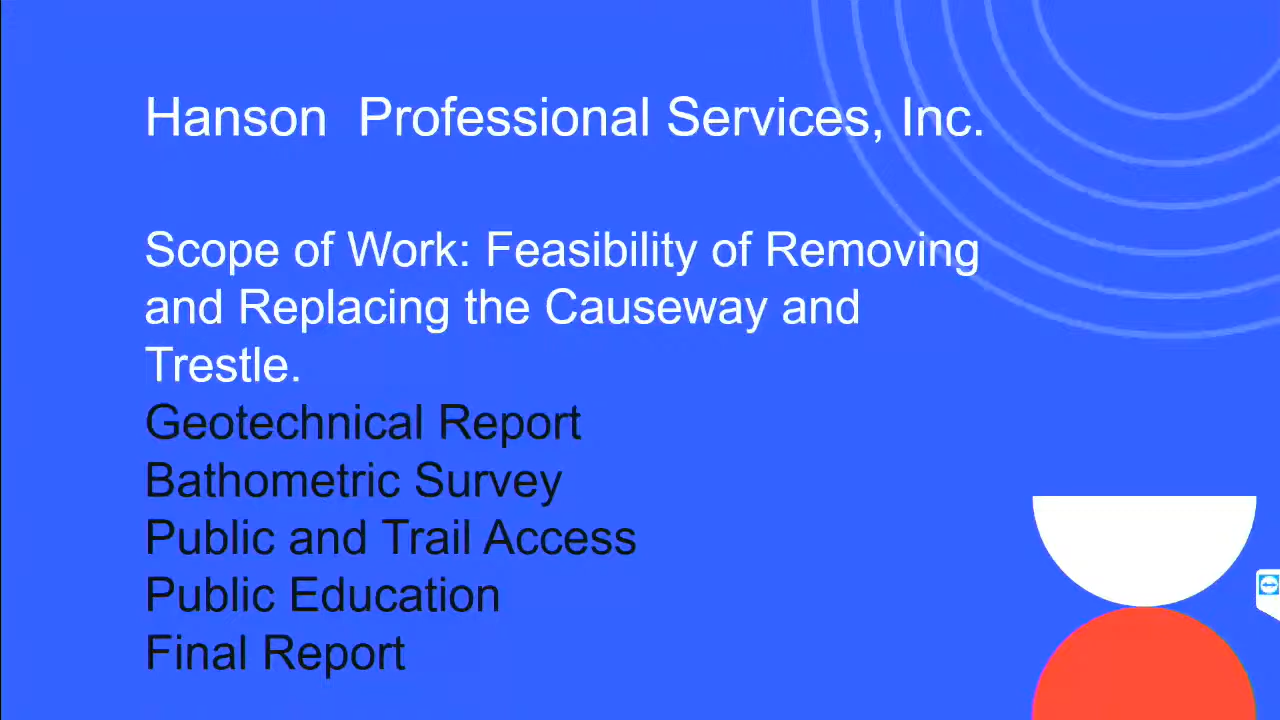 Hanson  Professional Services, Inc.
Scope of Work: Feasibility of Removing
and Replacing the Causeway and
Trestle.
Geotechnical Report
Bathometric Survey
Public and Trail Access
Public Education
Final Report